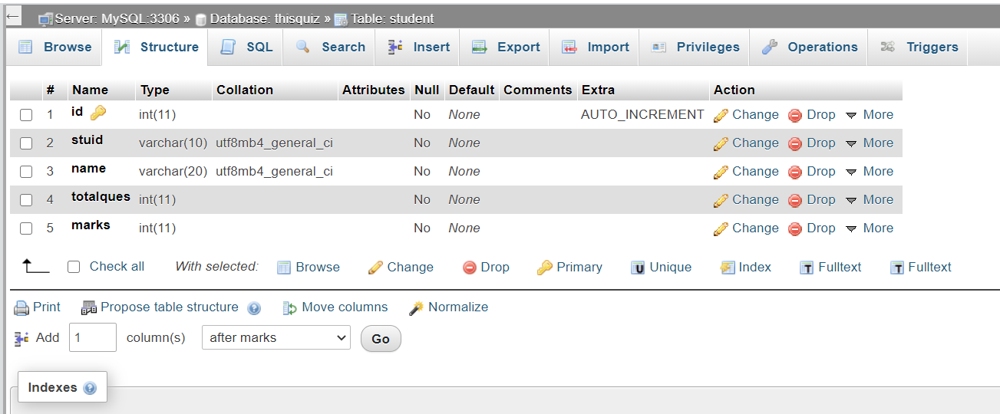 Server: MySQL:3306 » Database: thisquiz » Table: student
Browse Structure SQL Search Insert Export Import Privileges Operations Triggers
# Name Type Collation Attributes Null Default Comments Extra Action
1 id int(11) No None AUTO_INCREMENT Change Drop More
2 stuid varchar(10) utf8mb4_general_ci No None Change Drop More
3 name varchar(20) utf8mb4_general_ci No None Change Drop More
4 totalques int(11) No None Change Drop More
5 marks int(11) No None Change Drop More
Check all With selected: Browse Change Drop Primary Unique Index Fulltext Fulltext
Print Propose table structure Move columns Normalize
Add 1 column(s) after marks Go
Indexes